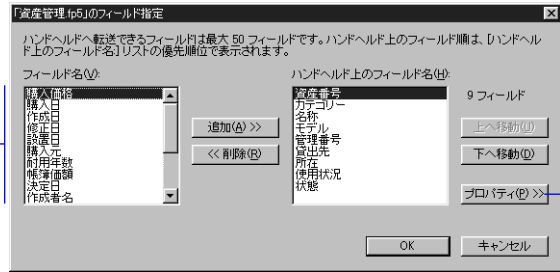 「資産管理.fp5」のフィールド指定
ハンドヘルドへ転送できるフィールドは最大 50 フィールドです。ハンドヘルド上のフィールド順は、[ハンドヘル
ド上のフィールド名]リストの優先順位で表示されます。
フィールド名(V):
購入価格
購入日
作成日
修正日
設置日
購入元
耐用年数
帳簿価額
決定日
作成者名
追加(A) >>
<< 削除(R)
ハンドヘルド上のフィールド名(H):
資産番号
カテゴリー
名称
モデル
管理番号
貸出先
所在
使用状況
状態
9 フィールド
上へ移動(U)
下へ移動(D)
プロパティ(P) >>
OK
キャンセル